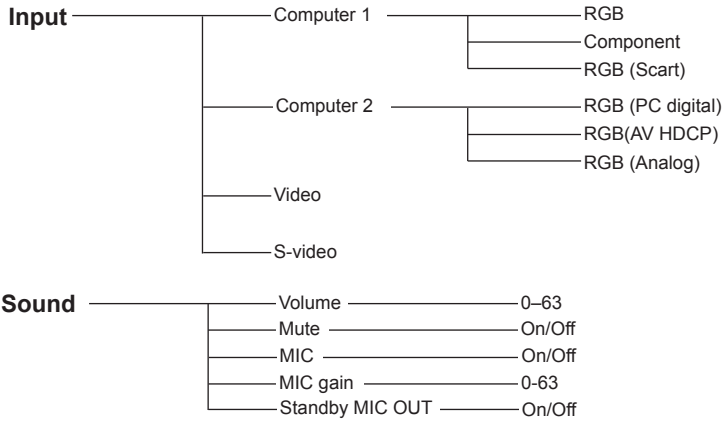 Input Computer 1 RGB
Component
RGB (Scart)
Computer 2 RGB (PC digital)
RGB(AV HDCP)
RGB (Analog)
Video
S-video
Sound Volume 0–63
Mute On/Off
MIC On/Off
MIC gain 0-63
Standby MIC OUT On/Off